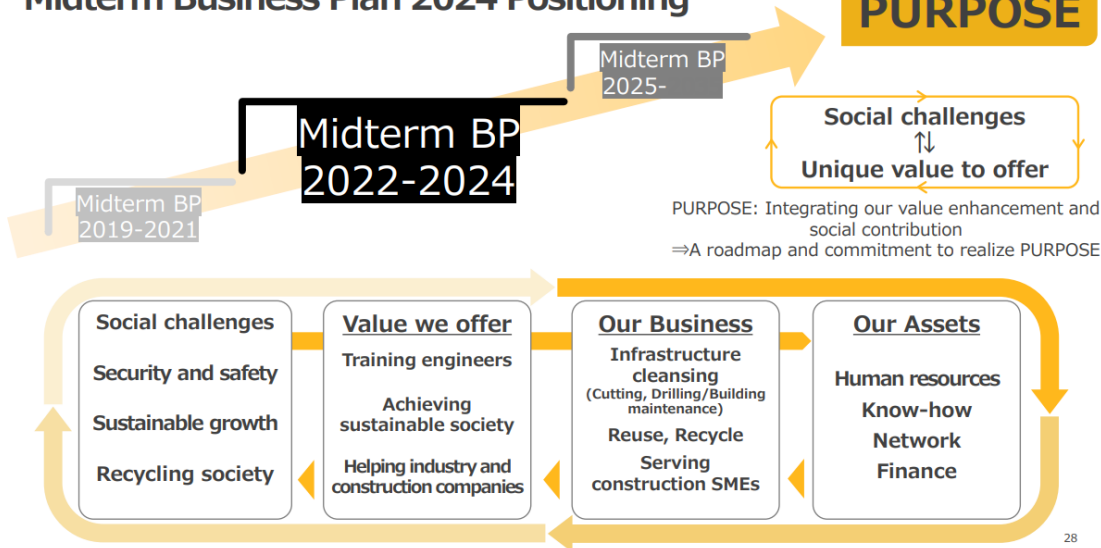 Midterm Business Plan 2024 Positioning
PURPOSE
Midterm BP
2025-
Midterm BP
2022-2024
Midterm BP
2019-2021
Social challenges
⇅
Unique value to offer
PURPOSE: Integrating our value enhancement and
social contribution
⇒A roadmap and commitment to realize PURPOSE
Social challenges
Security and safety
Sustainable growth
Recycling society
Value we offer
Training engineers
Achieving
sustainable society
Helping industry and
construction companies
Our Business
Infrastructure
cleansing
(Cutting, Drilling/Building
maintenance)
Reuse, Recycle
Serving
construction SMEs
Our Assets
Human resources
Know-how
Network
Finance
28